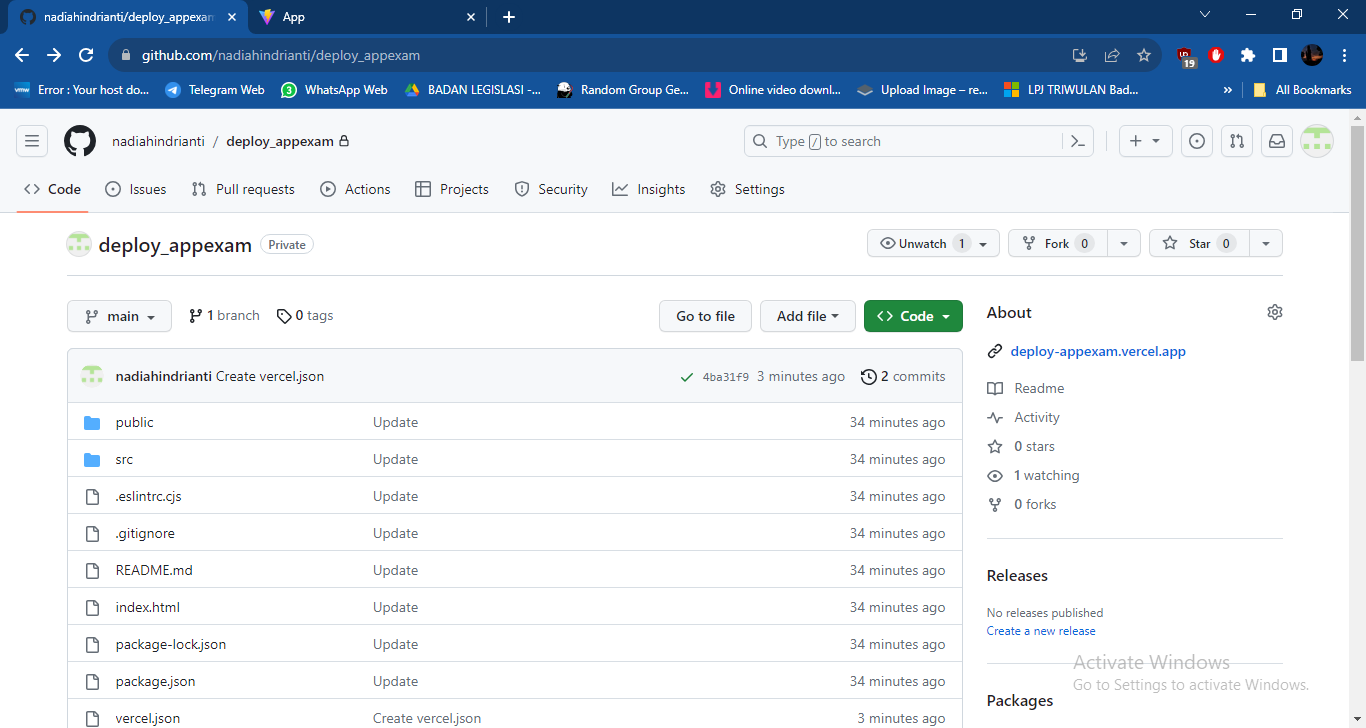 nadiahindrianti/deploy_appexam
App
github.com/nadiahindrianti/deploy_appexam
19
vmw Error : Your host do...
Telegram Web
3 WhatsApp Web
BADAN LEGISLASI -...
Random Group Ge...
Online video downl...
Upload Image – re...
LPJ TRIWULAN Bad...
»
All Bookmarks
nadiahindrianti / deploy_appexam
Type / to search
Code
Issues
Pull requests
Actions
Projects
Security
Insights
Settings
deploy_appexam Private
Unwatch 1
Fork 0
Star 0
main
1 branch
0 tags
Go to file
Add file
<> Code
About
deploy-appexam.vercel.app
nadiahindrianti Create vercel.json
4ba31f9 3 minutes ago
2 commits
Readme
Activity
0 stars
1 watching
0 forks
public Update 34 minutes ago
src Update 34 minutes ago
.eslintrc.cjs Update 34 minutes ago
.gitignore Update 34 minutes ago
README.md Update 34 minutes ago
index.html Update 34 minutes ago
package-lock.json Update 34 minutes ago
package.json Update 34 minutes ago
vercel.json Create vercel.json 3 minutes ago
Releases
No releases published
Create a new release
Packages
Activate Windows
Go to Settings to activate Windows.